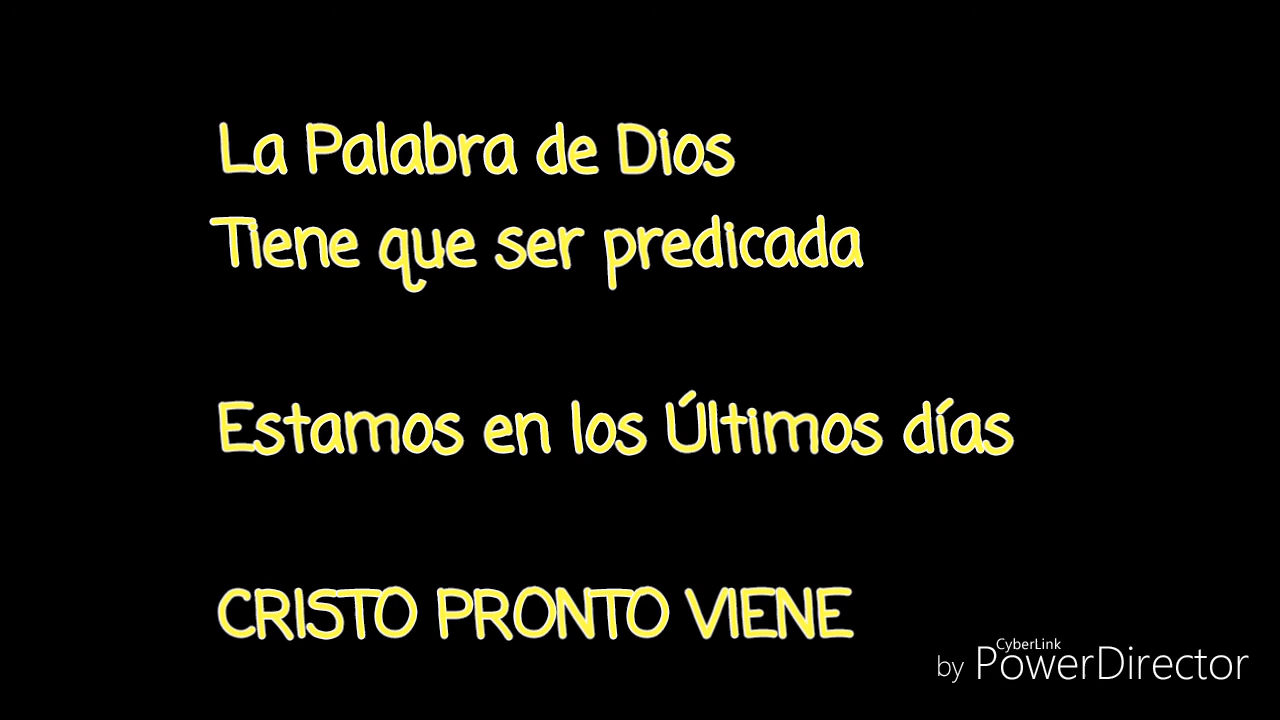 La Palabra de Dios
Tiene que ser predicada
Estamos en los Últimos días
CRISTO PRONTO VIENE
CyberLink
by PowerDirector